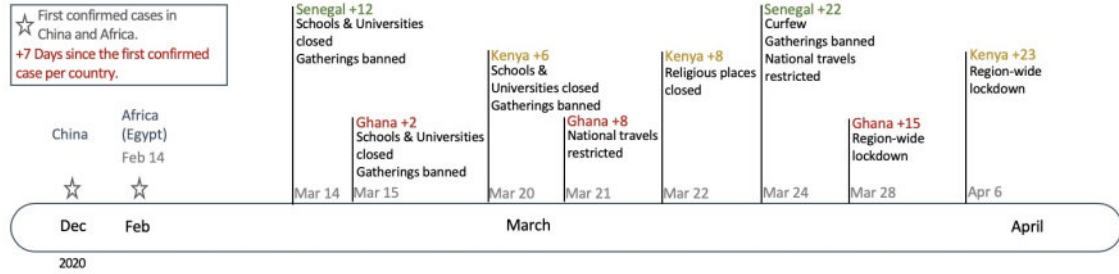 First confirmed cases in
China and Africa.
+7 Days since the first confirmed
case per country.
China
Africa
(Egypt)
Feb 14
Senegal +12
Schools & Universities
closed
Gatherings banned
Mar 14
Ghana +2
Schools & Universities
closed
Gatherings banned
Mar 15
Kenya +6
Schools &
Universities closed
Gatherings banned
Mar 20
Ghana +8
National travels
restricted
Mar 21
Kenya +8
Religious places
closed
Mar 22
Senegal +22
Curfew
Gatherings banned
National travels
restricted
Mar 24
Ghana +15
Region-wide
lockdown
Mar 28
Kenya +23
Region-wide
lockdown
Apr 6
Dec
Feb
March
April
2020